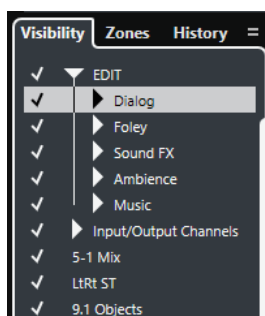 Visibility Zones History
EDIT
Dialog
Foley
Sound FX
Ambience
Music
Input/Output Channels
5-1 Mix
LtRt ST
9.1 Objects